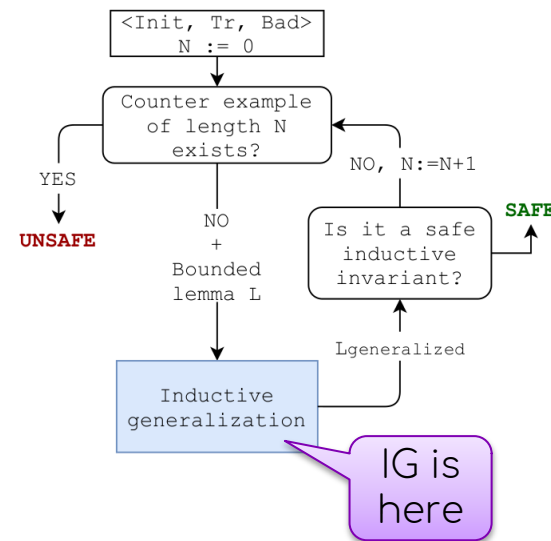 <Init, Tr, Bad>
N := 0
Counter example
of length N
exists?
YES
UNSAFE
NO
+
Bounded
lemma L
NO, N:=N+1
SAFE
Is it a safe
inductive
invariant?
Lgeneralized
Inductive
generalization
IG is
here